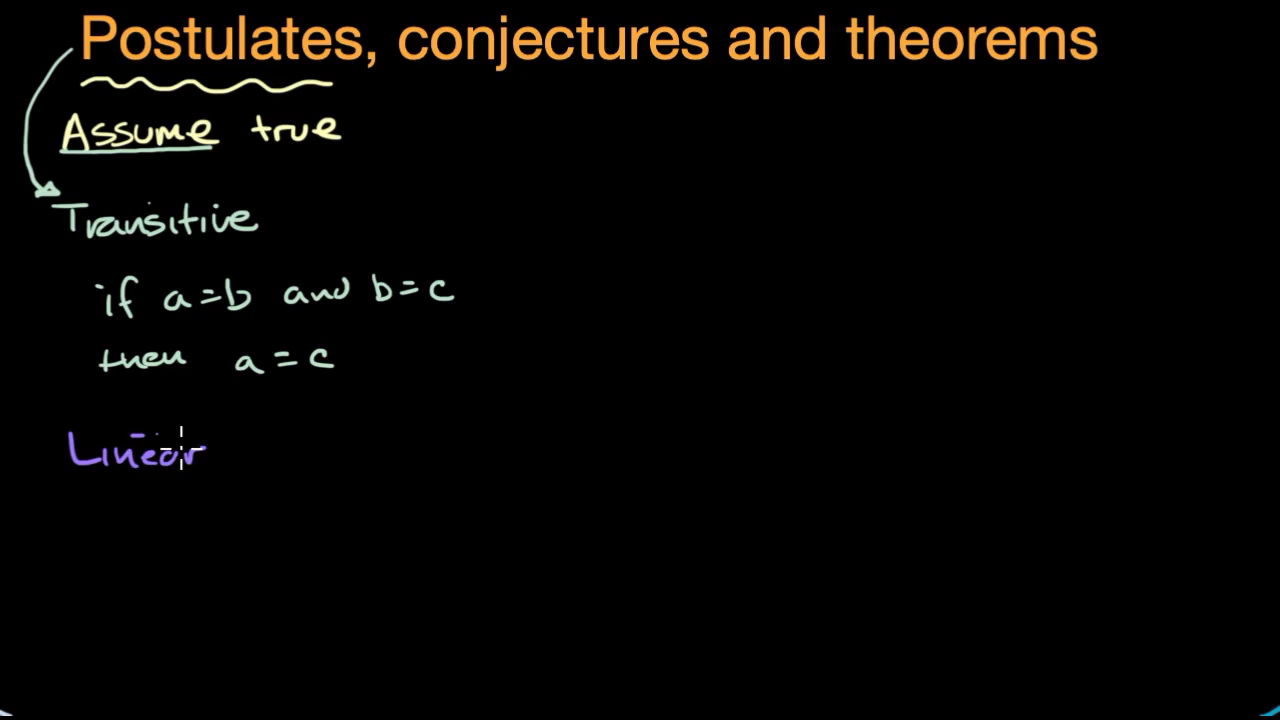 Postulates, conjectures and theorems
Assume true
Transitive
if a=b and b=c
then a=c
Linear